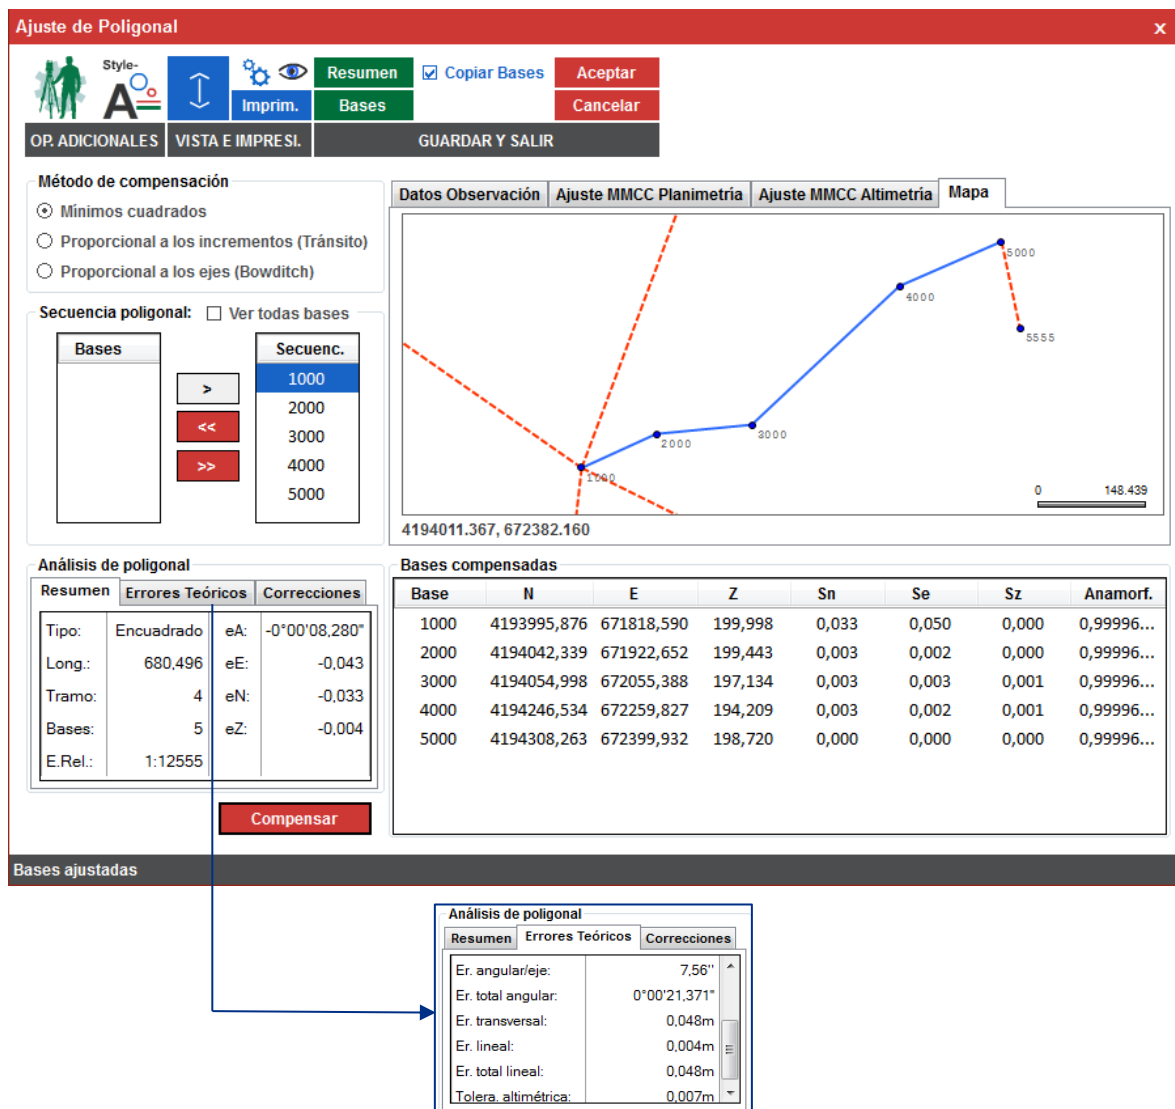 Ajuste de Poligonal x
Style-
A
Resumen Copiar Bases Aceptar
Imprim. Bases Cancelar
OP. ADICIONALES VISTA E IMPRESI. GUARDAR Y SALIR
Método de compensación
Mínimos cuadrados
Proporcional a los incrementos (Tránsito)
Proporcional a los ejes (Bowditch)
Secuencia poligonal: Ver todas bases
Bases Secuenc.
> 1000
2000
<< 3000
>> 4000
5000
Datos Observación Ajuste MMCC Planimetría Ajuste MMCC Altimetría Mapa
5000
4000
5555
3000
2000
1000
0 148.439
4194011.367, 672382.160
Análisis de poligonal
Resumen Errores Teóricos Correcciones
Tipo: Encuadrado eA: -0°00'08,280"
Long.: 680,496 eE: -0,043
Tramo: 4 eN: -0,033
Bases: 5 eZ: -0,004
E.Rel.: 1:12555
Compensar
Bases compensadas
Base N E Z Sn Se Sz Anamorf.
1000 4193995,876 671818,590 199,998 0,033 0,050 0,000 0,99996...
2000 4194042,339 671922,652 199,443 0,003 0,002 0,000 0,99996...
3000 4194054,998 672055,388 197,134 0,003 0,003 0,001 0,99996...
4000 4194246,534 672259,827 194,209 0,003 0,002 0,001 0,99996...
5000 4194308,263 672399,932 198,720 0,000 0,000 0,000 0,99996...
Bases ajustadas
Análisis de poligonal
Resumen Errores Teóricos Correcciones
Er. angular/eje: 7,56''
Er. total angular: 0°00'21,371"
Er. transversal: 0,048m
Er. lineal: 0,004m
Er. total lineal: 0,048m
Tolera. altimétrica: 0,007m